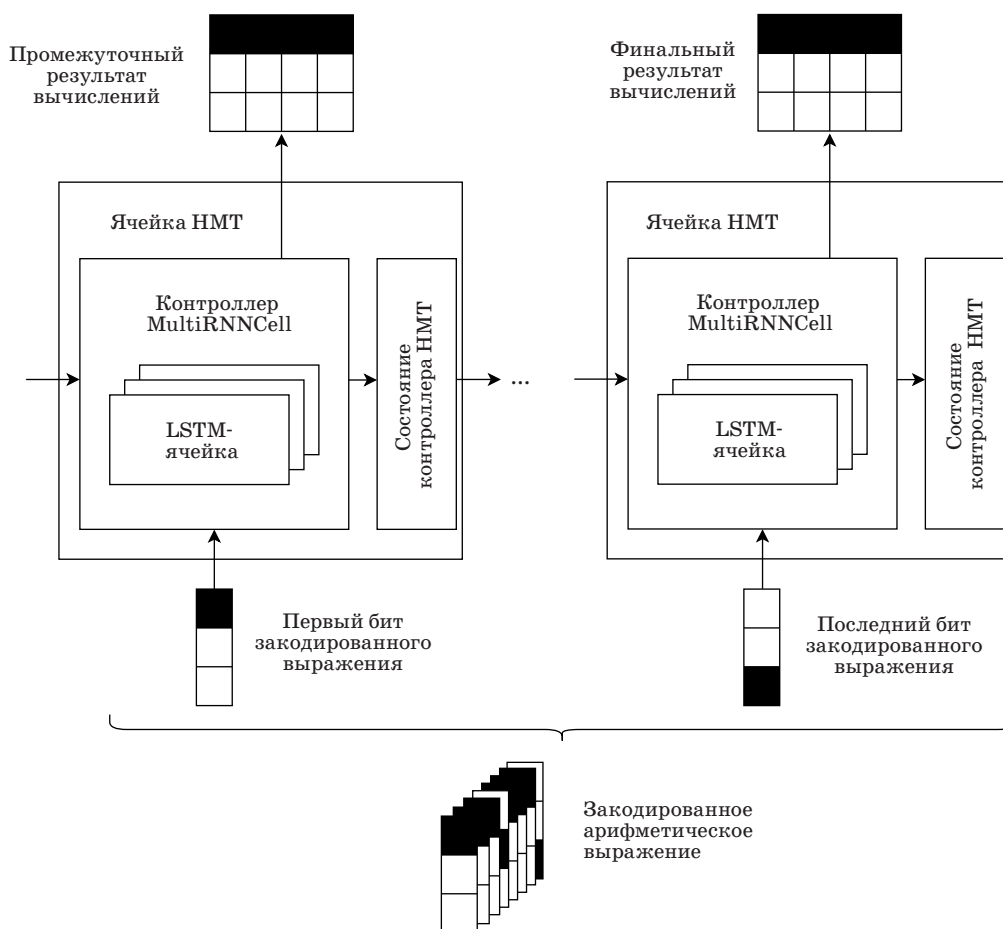 Промежуточный
результат
вычислений
Финальный
результат
вычислений
Ячейка НМТ
Контроллер
MultiRNNCell
LSTM-
ячейка
Состояние
контроллера НМТ
...
Ячейка НМТ
Контроллер
MultiRNNCell
LSTM-
ячейка
Состояние
контроллера НМТ
Первый бит
закодированного
выражения
Последний бит
закодированного
выражения
Закодированное
арифметическое
выражение